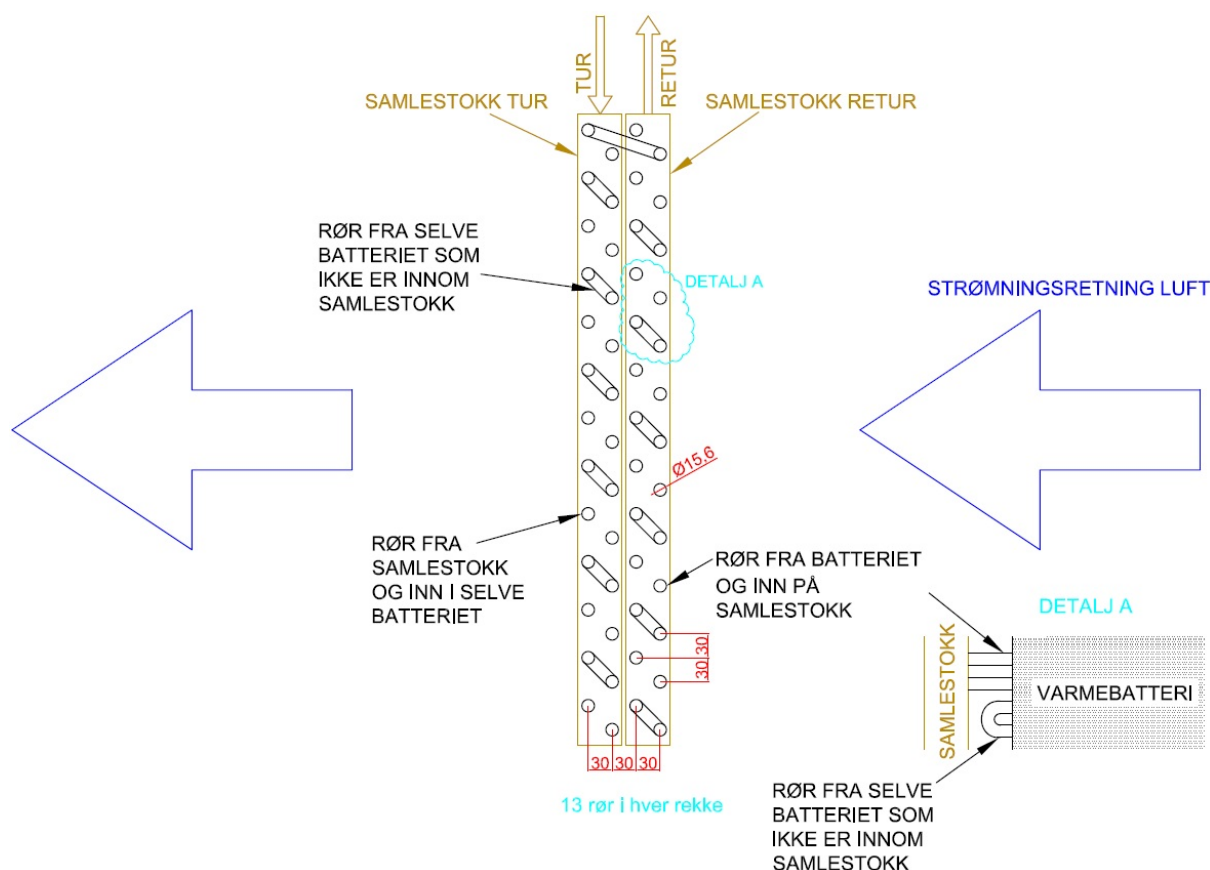 TUR
RETUR
SAMLESTOKK TUR
SAMLESTOKK RETUR
RØR FRA SELVE
BATTERIET SOM
IKKE ER INNOM
SAMLESTOKK
DETALJ A
STRØMNINGSRETNING LUFT
Ø15.6
RØR FRA
SAMLESTOKK
OG INN I SELVE
BATTERIET
RØR FRA BATTERIET
OG INN PÅ
SAMLESTOKK
30
30
30
30
30
13 rør i hver rekke
DETALJ A
SAMLESTOKK
VARMEBATTERI
RØR FRA SELVE
BATTERIET SOM
IKKE ER INNOM
SAMLESTOKK